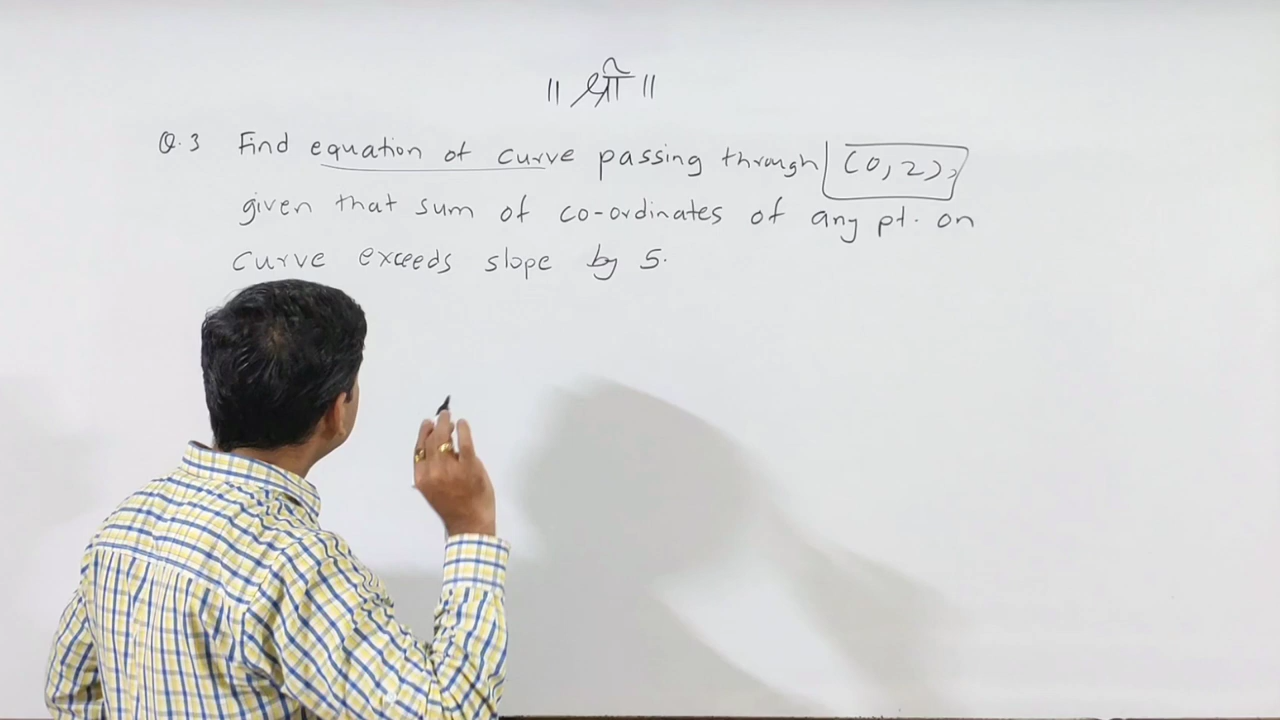 ॥ श्री ॥
Q.3 Find equation of curve passing through (0,2),
given that sum of co-ordinates of any pt. on
curve exceeds slope by 5.